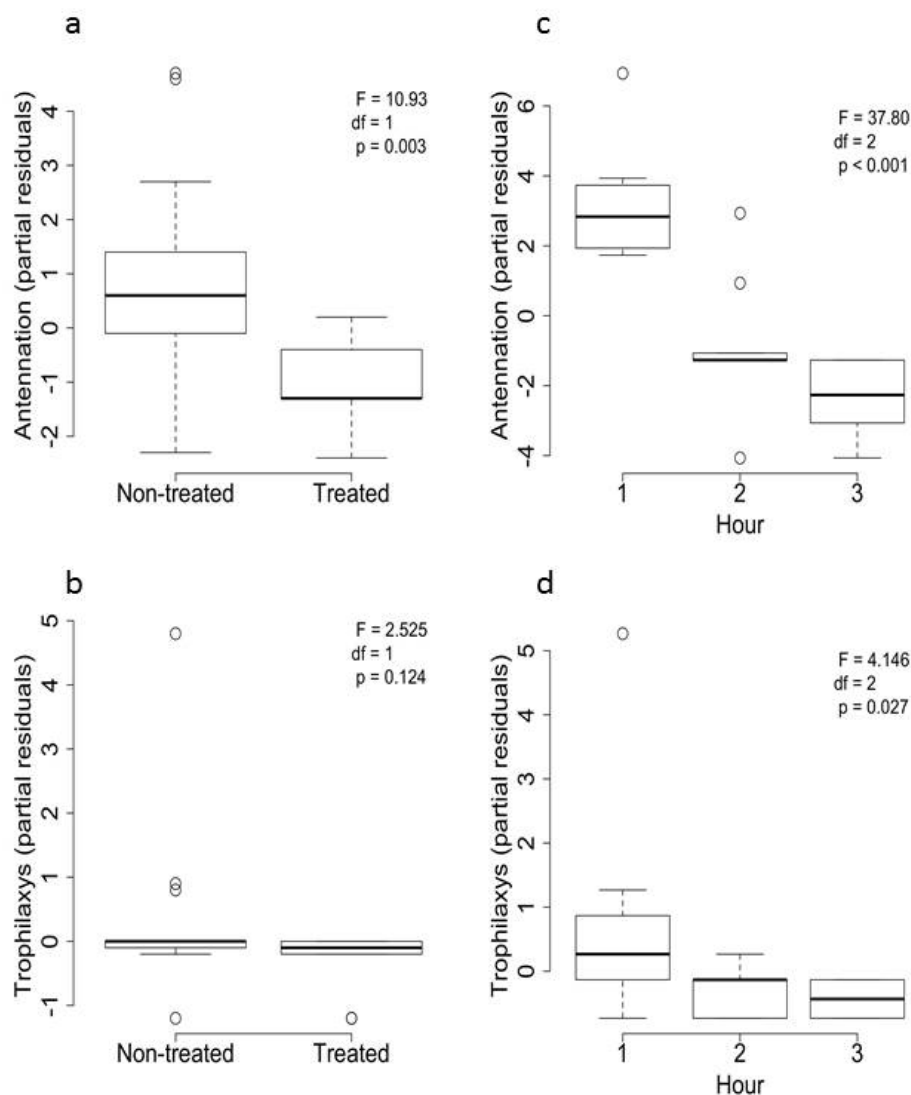 a
Antennation (partial residuals)
4
3
2
1
0
-1
-2
F = 10.93
df = 1
p = 0.003
Non-treated
Treated
c
Antennation (partial residuals)
6
4
2
0
-2
-4
F = 37.80
df = 2
p < 0.001
1
2
3
Hour
b
Trophilaxys (partial residuals)
5
4
3
2
1
0
-1
F = 2.525
df = 1
p = 0.124
Non-treated
Treated
d
Trophilaxys (partial residuals)
5
4
3
2
1
0
F = 4.146
df = 2
p = 0.027
1
2
3
Hour